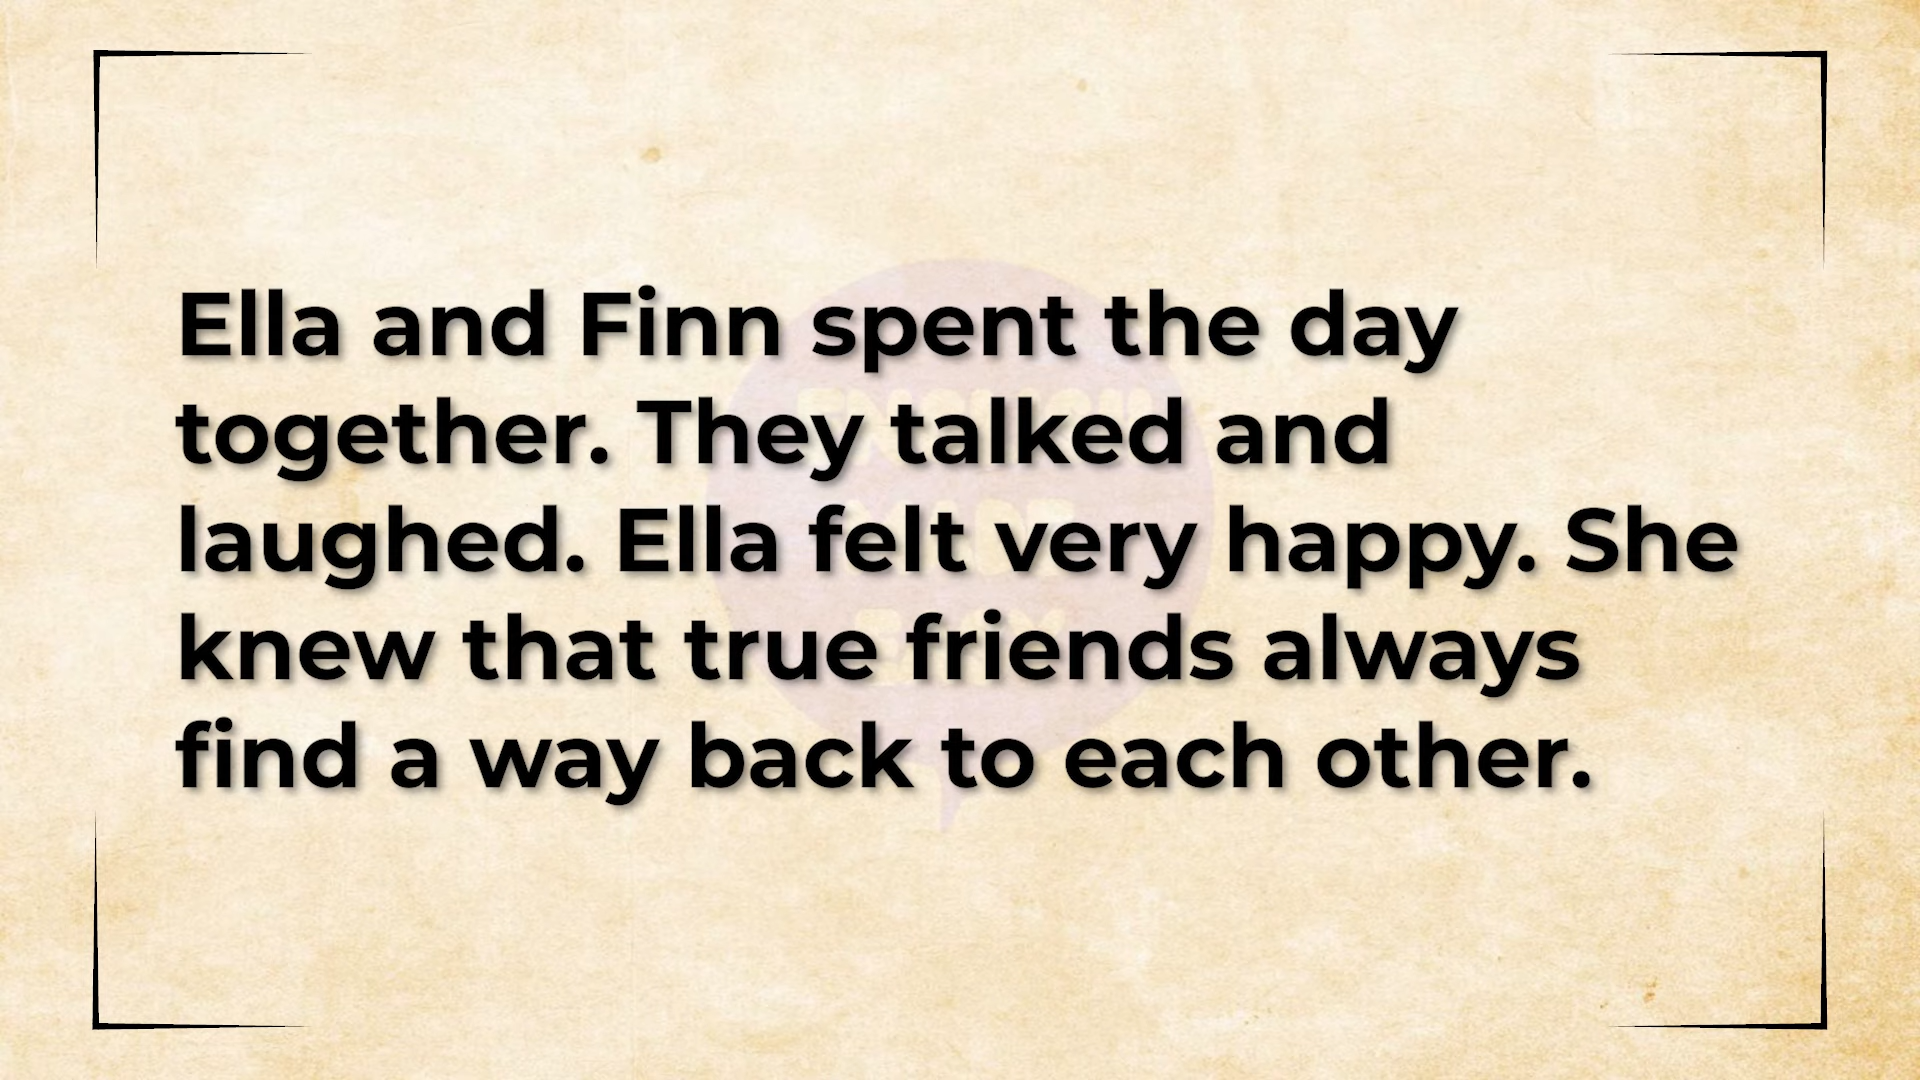 Ella and Finn spent the day
together. They talked and
laughed. Ella felt very happy. She
knew that true friends always
find a way back to each other.